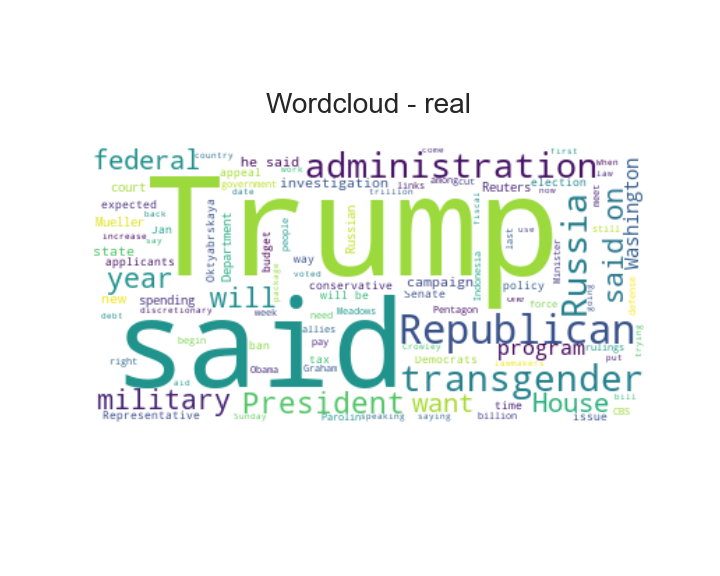 Wordcloud - real
country work come first
federal he said administration when
appeal among cut law
court government investigation links Reuters election
date trillion meet
expected Trump Russian fiscal now still
Mueller back Jan
increase say Oktyabrskaya Department people last use Russia said on Washington
state budget way Indonesia Minister
applicants voted
year package conservative campaign policy going defense
new spending will will be Senate one force
debt discretionary week need Meadows Pentagon trying
said allies Republican
begin ban pay Crowley program rulings
right tax Democrats lawmakers put
aid Obama Graham transgender
military President want time House bill
Representative Sunday Parolin speaking saying billion issue CBS